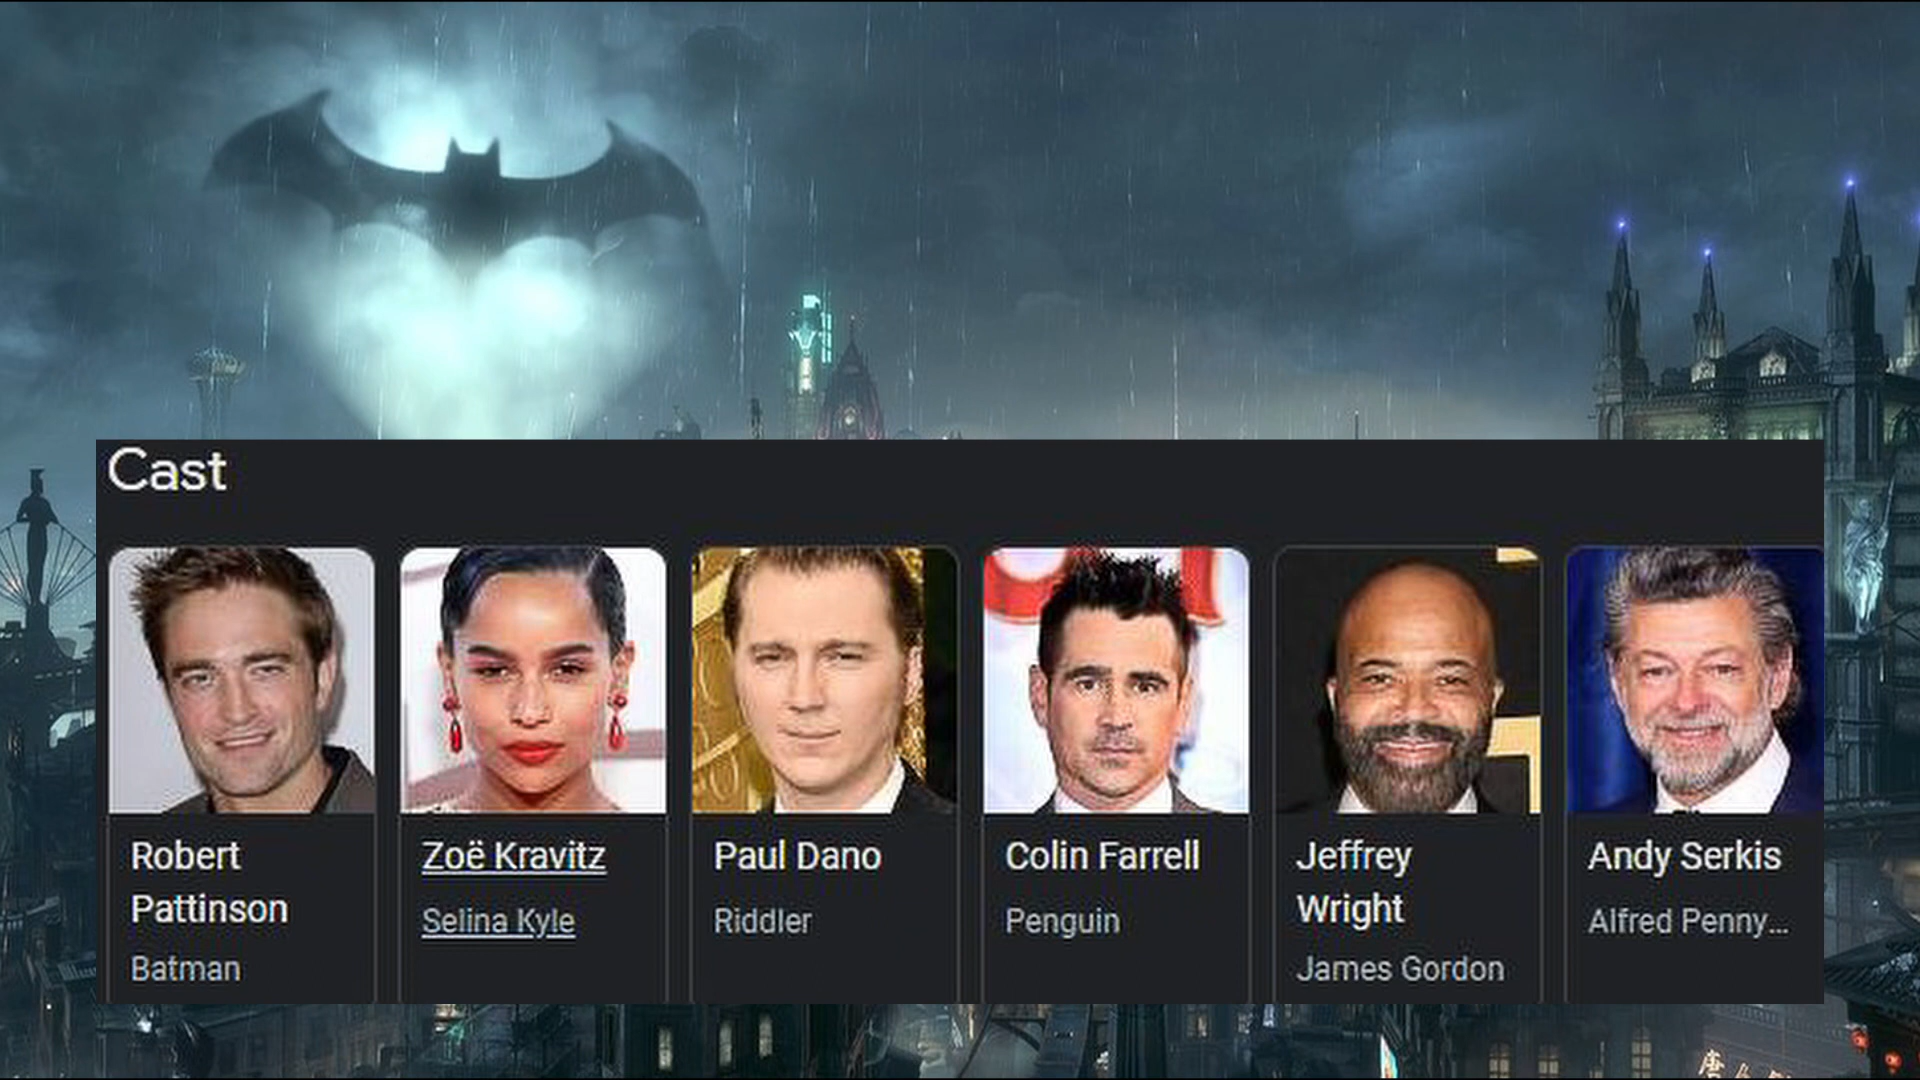 Cast
Robert
Pattinson
Batman
Zoë Kravitz
Selina Kyle
Paul Dano
Riddler
Colin Farrell
Penguin
Jeffrey
Wright
James Gordon
Andy Serkis
Alfred Penny...